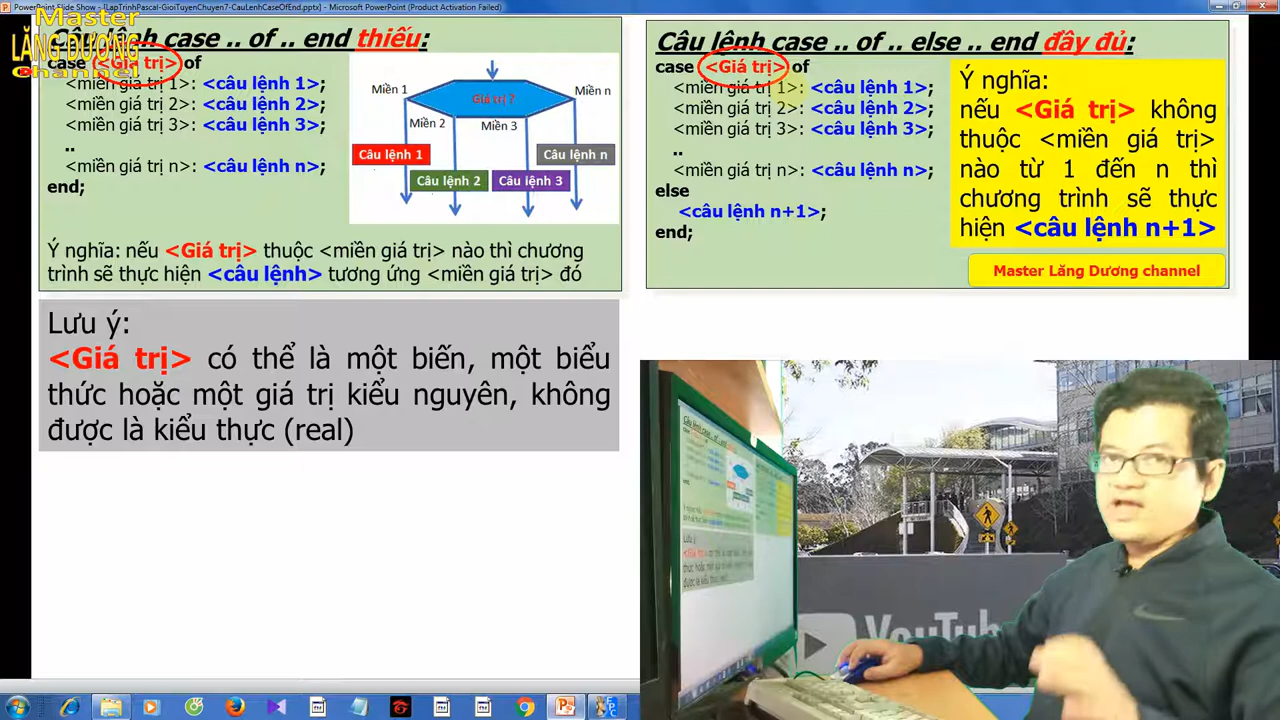 PowerPoint Slide Show - [LapTrinhPascal-GioiTuyenChuyen7-CauLenhCaseOfEnd.pptx] - Microsoft PowerPoint (Product Activation Failed)
Master
LĂNG DƯƠNG
Channel
Câu lệnh case .. of .. end thiếu:
case <Giá trị> of
<miền giá trị 1>: <câu lệnh 1>;
<miền giá trị 2>: <câu lệnh 2>;
<miền giá trị 3>: <câu lệnh 3>;
..
<miền giá trị n>: <câu lệnh n>;
end;
Giá trị ?
Miền 1
Miền n
Miền 2
Miền 3
Câu lệnh 1
Câu lệnh n
Câu lệnh 2
Câu lệnh 3
Ý nghĩa: nếu <Giá trị> thuộc <miền giá trị> nào thì chương
trình sẽ thực hiện <câu lệnh> tương ứng <miền giá trị> đó
Câu lệnh case .. of .. else .. end đầy đủ:
case <Giá trị> of
<miền giá trị 1>: <câu lệnh 1>;
<miền giá trị 2>: <câu lệnh 2>;
<miền giá trị 3>: <câu lệnh 3>;
..
<miền giá trị n>: <câu lệnh n>;
else
<câu lệnh n+1>;
end;
Ý nghĩa:
nếu <Giá trị> không
thuộc <miền giá trị>
nào từ 1 đến n thì
chương trình sẽ thực
hiện <câu lệnh n+1>
Master Lăng Dương channel
Lưu ý:
<Giá trị> có thể là một biến, một biểu
thức hoặc một giá trị kiểu nguyên, không
được là kiểu thực (real)
YouTub